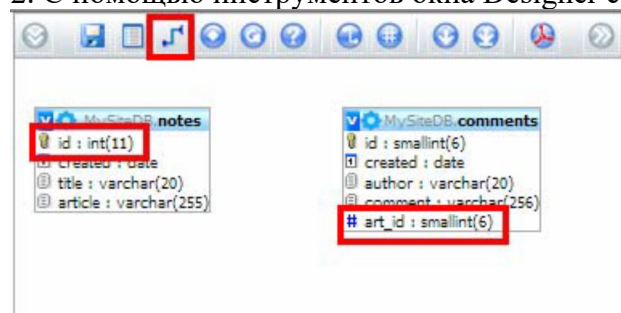 2. С помощью инструментов окна Designer с
MySiteDB.notes
id : int(11)
created : date
title : varchar(20)
article : varchar(255)
MySiteDB.comments
id : smallint(6)
created : date
author : varchar(20)
comment : varchar(256)
# art_id : smallint(6)